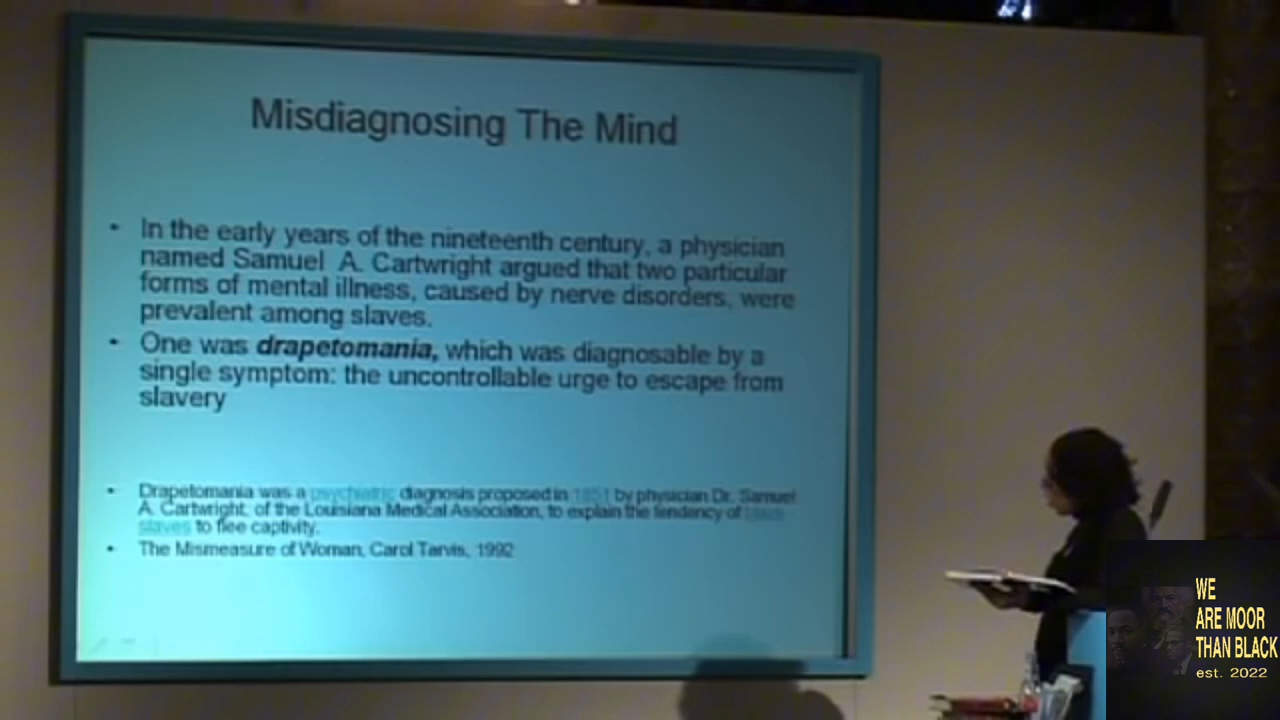 Misdiagnosing The Mind
• In the early years of the nineteenth century, a physician
named Samuel A. Cartwright argued that two particular
forms of mental illness, caused by nerve disorders, were
prevalent among slaves.
• One was drapetomania, which was diagnosable by a
single symptom: the uncontrollable urge to escape from
slavery
• Drapetomania was a psychiatric diagnosis proposed in 1851 by physician Dr. Samuel
A. Cartwright, of the Louisiana Medical Association, to explain the tendency of black
slaves to flee captivity.
• The Mismeasure of Woman, Carol Tarvis, 1992
WE
ARE MOOR
THAN BLACK
est. 2022